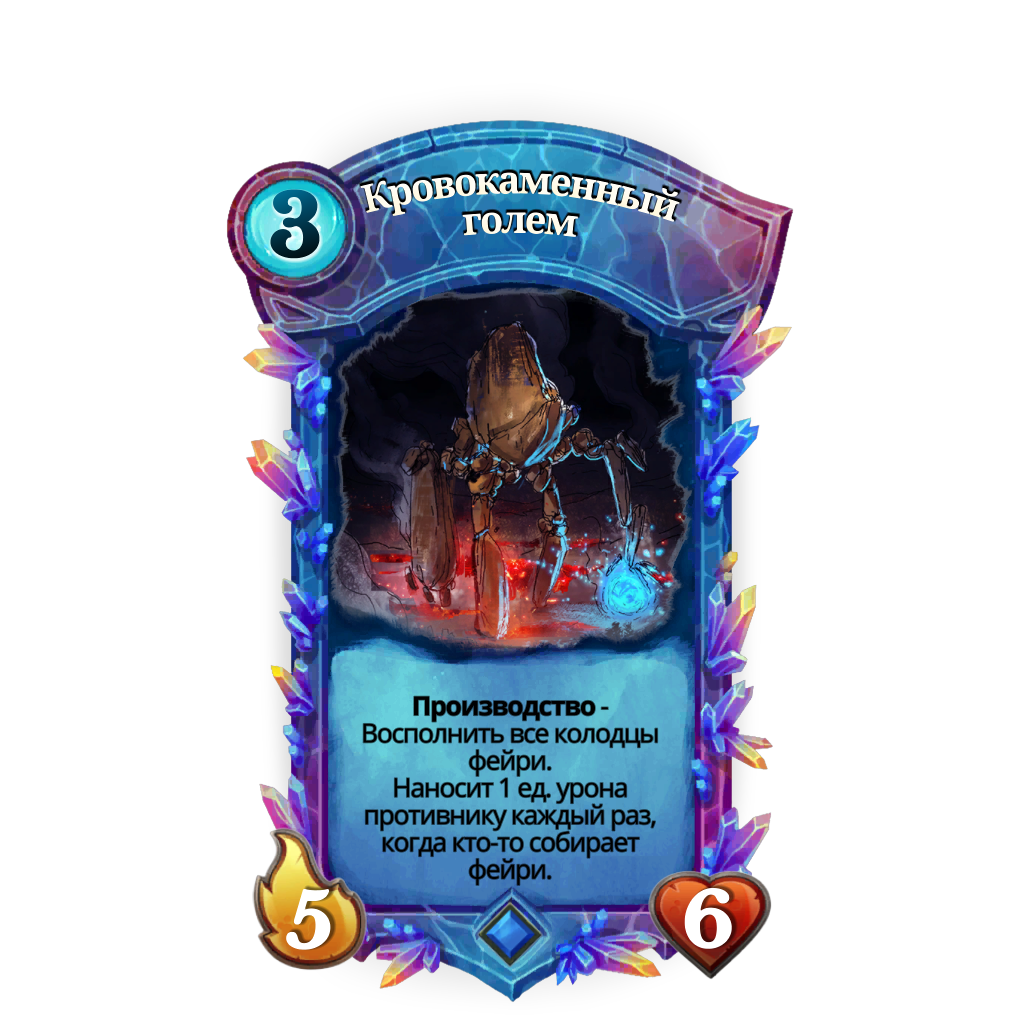 3
Кровокаменный
голем
Производство -
Восполнить все колодцы
фейри.
Наносит 1 ед. урона
противнику каждый раз,
когда кто-то собирает
фейри.
5
6